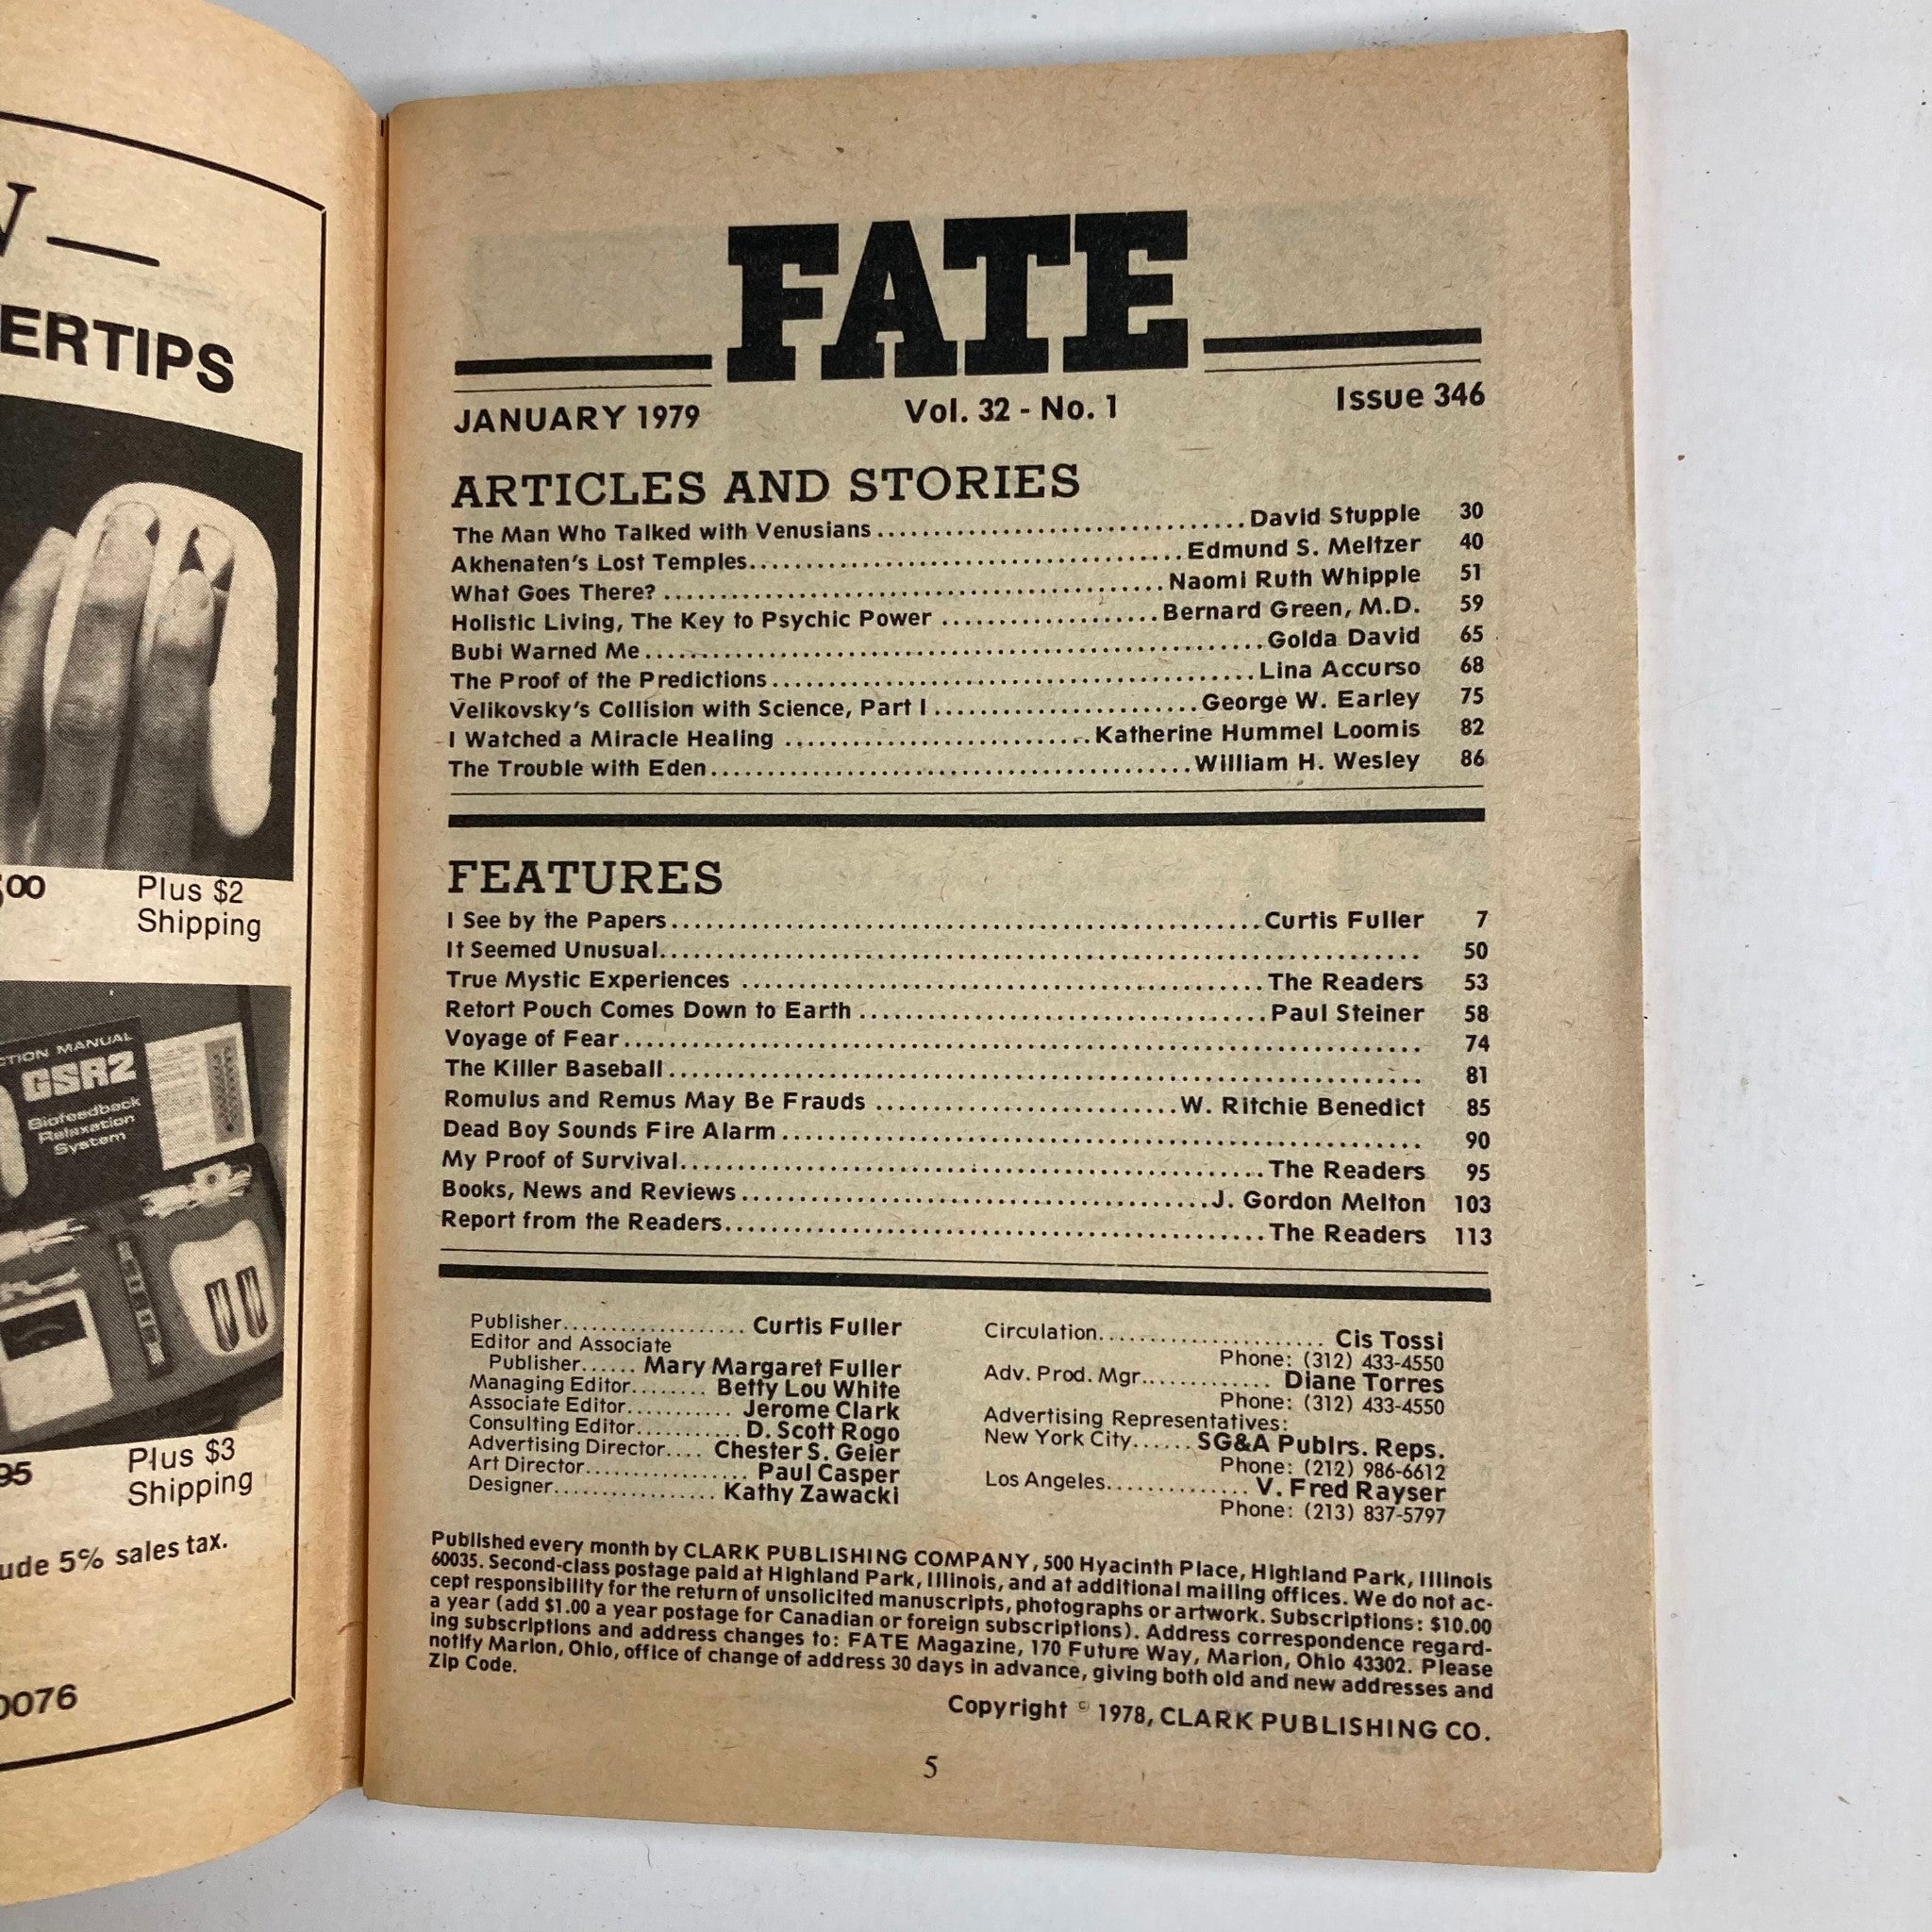 ERTIPS
Plus $2
Shipping
GSR2
Biofeedback
Relaxation
System
95
Plus $3
Shipping
ude 5% sales tax.
0076
FATE
JANUARY 1979 Vol. 32 - No. 1 Issue 346
ARTICLES AND STORIES
The Man Who Talked with Venusians David Stupple 30
Akhenaten's Lost Temples David Edmund S. Meltzer 40
What Goes There? Naomi Ruth Whipple 51
Holistic Living, The Key to Psychic Power Bernard Green, M.D. 59
Bubi Warned Me Golda David 65
The Proof of the Predictions Lina Accurso 68
Velikovsky's Collision with Science, Part I George W. Earley 75
I Watched a Miracle Healing Katherine Hummel Loomis 82
The Trouble with Eden William H. Wesley 86
FEATURES
I See by the Papers Curtis Fuller 7
It Seemed Unusual 50
True Mystic Experiences The Readers 53
Retort Pouch Comes Down to Earth Paul Steiner 58
Voyage of Fear 74
The Killer Baseball 81
Romulus and Remus May Be Frauds W. Ritchie Benedict 85
Dead Boy Sounds Fire Alarm 90
My Proof of Survival The Readers 95
Books, News and Reviews J. Gordon Melton 103
Report from the Readers The Readers 113
Publisher Curtis Fuller
Editor and Associate
Publisher Mary Margaret Fuller
Managing Editor Betty Lou White
Associate Editor Jerome Clark
Consulting Editor D. Scott Rogo
Advertising Director Chester S. Geier
Art Director Paul Casper
Designer Kathy Zawacki
Circulation Cis Tossi
Phone: (312) 433-4550
Adv. Prod. Mgr. Diane Torres
Phone: (312) 433-4550
Advertising Representatives:
New York City SG&A Publrs. Reps.
Phone: (212) 986-6612
Los Angeles V. Fred Rayser
Phone: (213) 837-5797
Published every month by CLARK PUBLISHING COMPANY, 500 Hyacinth Place, Highland Park, Illinois
60035. Second-class postage paid at Highland Park, Illinois, and at additional mailing offices. We do not ac-
cept responsibility for the return of unsolicited manuscripts, photographs or artwork. Subscriptions: $10.00
a year (add $1.00 a year postage for Canadian or foreign subscriptions). Address correspondence regard-
ing subscriptions and address changes to: FATE Magazine, 170 Future Way, Marion, Ohio 43302. Please
notify Marion, Ohio, office of change of address 30 days in advance, giving both old and new addresses and
Zip Code.
Copyright © 1978, CLARK PUBLISHING CO.
5